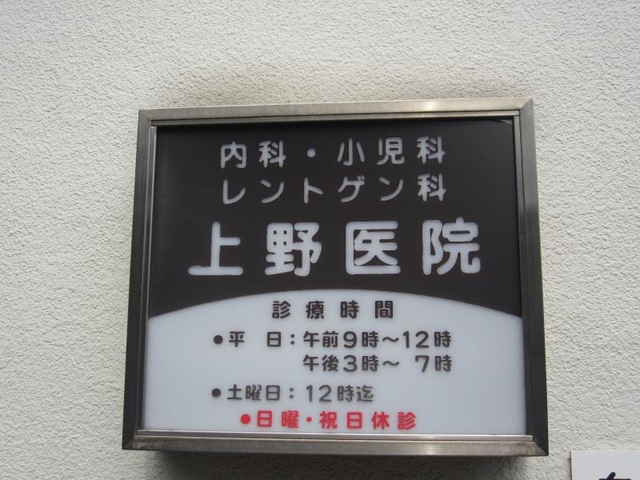 内科・小児科
レントゲン科
上野医院
診療時間
●平 日：午前9時～12時
午後3時～ 7時
●土曜日：12時迄
●日曜・祝日休診